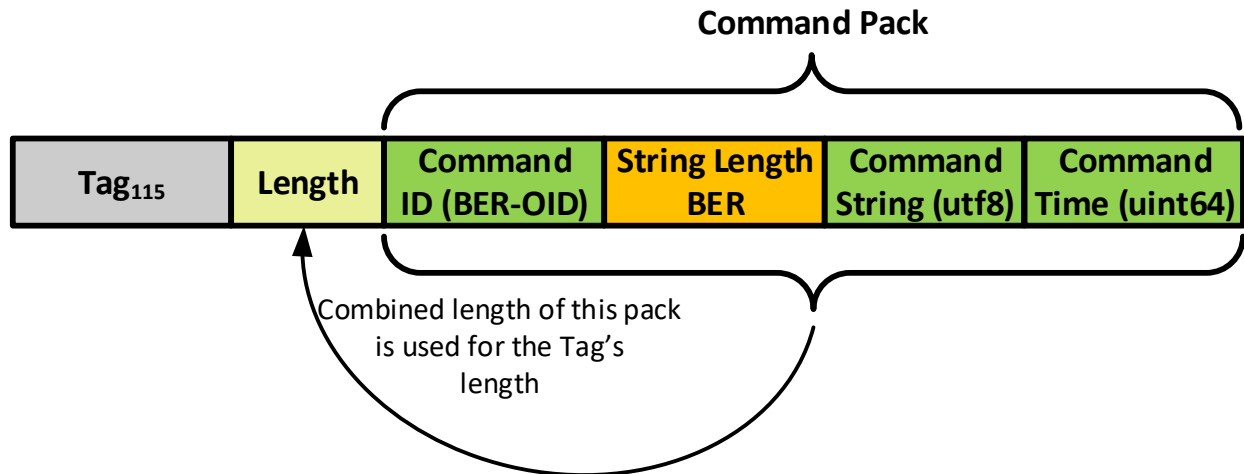 Command Pack
Tag115
Length
Command
ID (BER-OID)
String Length
BER
Command
String (utf8)
Command
Time (uint64)
Combined length of this pack
is used for the Tag’s
length